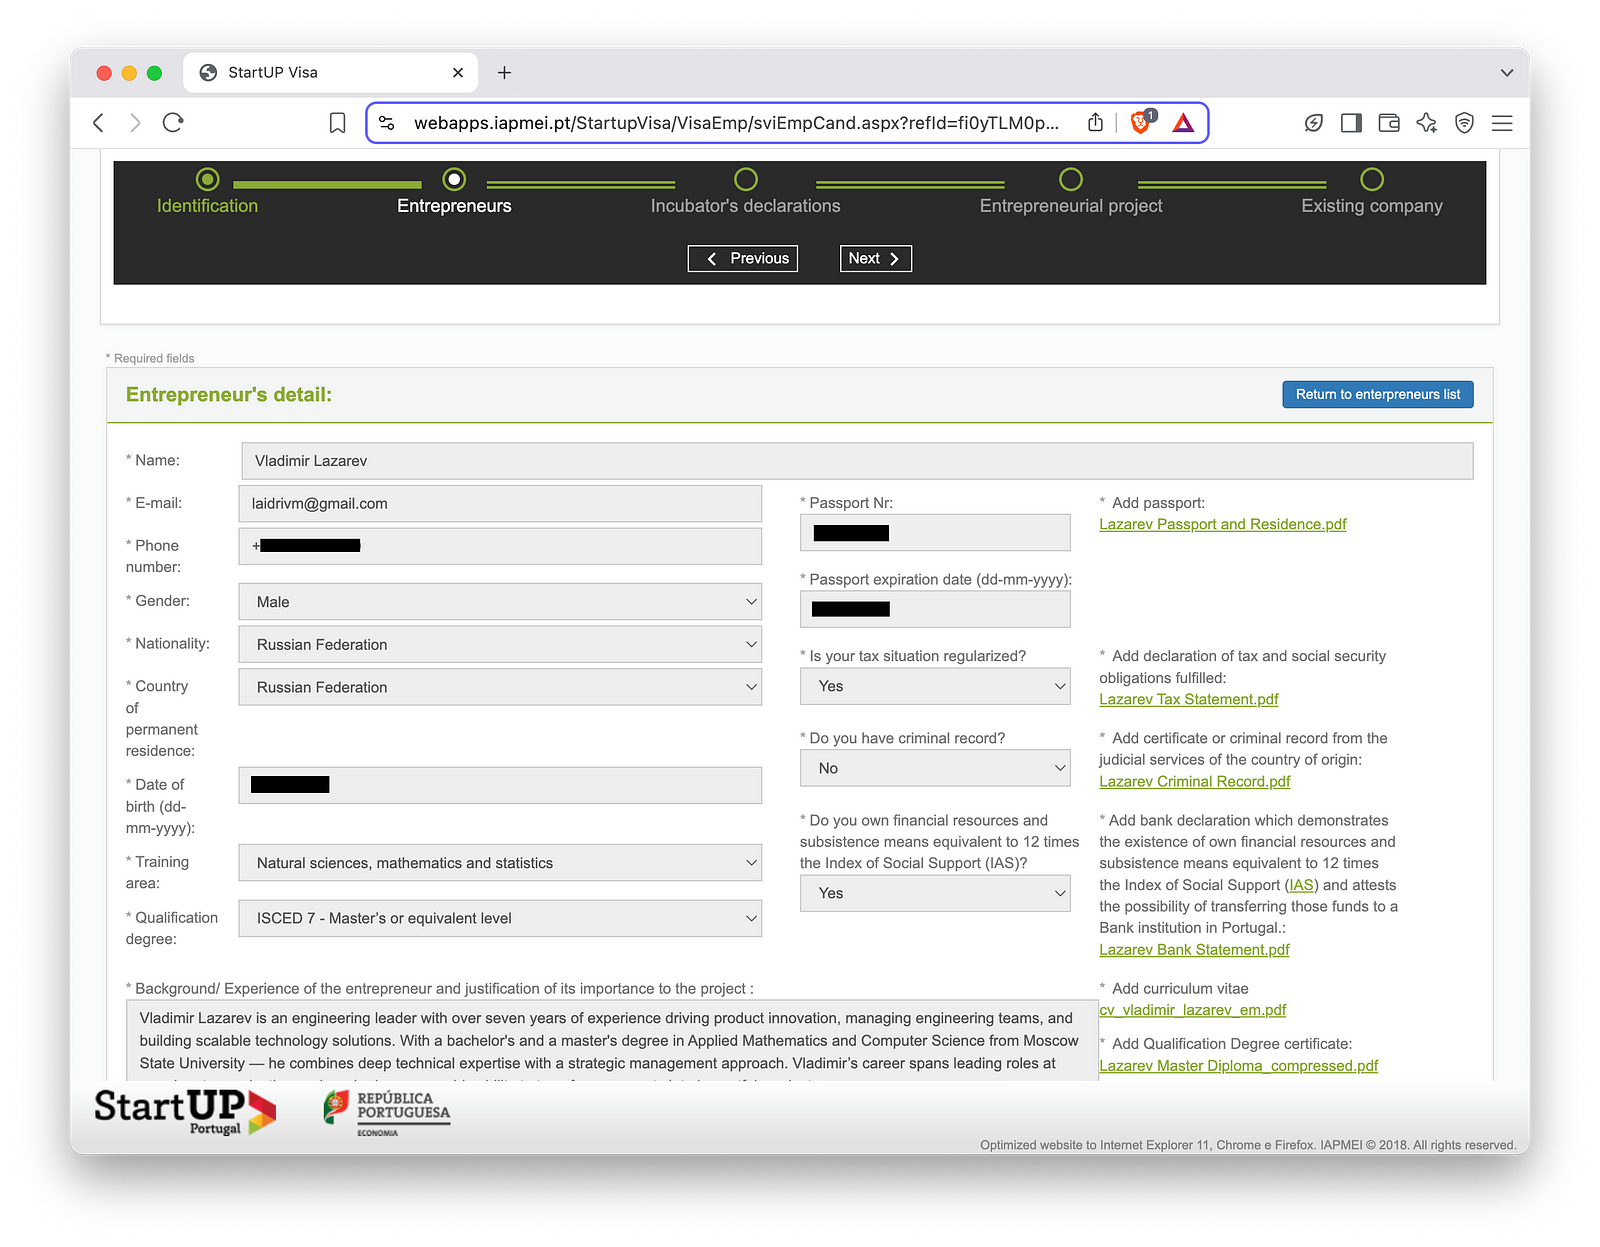 StartUP Visa
webapps.iapmei.pt/StartupVisa/VisaEmp/sviEmpCand.aspx?refId=fi0yTLM0p...
1
Identification
Entrepreneurs
Incubator's declarations
Entrepreneurial project
Existing company
Previous
Next
* Required fields
Entrepreneur's detail:
Return to enterpreneurs list
* Name:
Vladimir Lazarev
* E-mail:
laidrivm@gmail.com
* Phone
number:
+
* Gender:
Male
* Nationality:
Russian Federation
* Country
of
permanent
residence:
Russian Federation
* Date of
birth (dd-
mm-yyyy):
* Training
area:
Natural sciences, mathematics and statistics
* Qualification
degree:
ISCED 7 - Master's or equivalent level
* Passport Nr:
* Passport expiration date (dd-mm-yyyy):
* Is your tax situation regularized?
Yes
* Do you have criminal record?
No
* Do you own financial resources and
subsistence means equivalent to 12 times
the Index of Social Support (IAS)?
Yes
* Add passport:
Lazarev Passport and Residence.pdf
* Add declaration of tax and social security
obligations fulfilled:
Lazarev Tax Statement.pdf
* Add certificate or criminal record from the
judicial services of the country of origin:
Lazarev Criminal Record.pdf
* Add bank declaration which demonstrates
the existence of own financial resources and
subsistence means equivalent to 12 times
the Index of Social Support (IAS) and attests
the possibility of transferring those funds to a
Bank institution in Portugal.:
Lazarev Bank Statement.pdf
* Background/ Experience of the entrepreneur and justification of its importance to the project :
Vladimir Lazarev is an engineering leader with over seven years of experience driving product innovation, managing engineering teams, and
building scalable technology solutions. With a bachelor's and a master's degree in Applied Mathematics and Computer Science from Moscow
State University — he combines deep technical expertise with a strategic management approach. Vladimir's career spans leading roles at
* Add curriculum vitae
cv_vladimir_lazarev_em.pdf
* Add Qualification Degree certificate:
Lazarev Master Diploma_compressed.pdf
StartUP
Portugal
REPÚBLICA
PORTUGUESA
ECONOMIA
Optimized website to Internet Explorer 11, Chrome e Firefox. IAPMEI © 2018. All rights reserved.